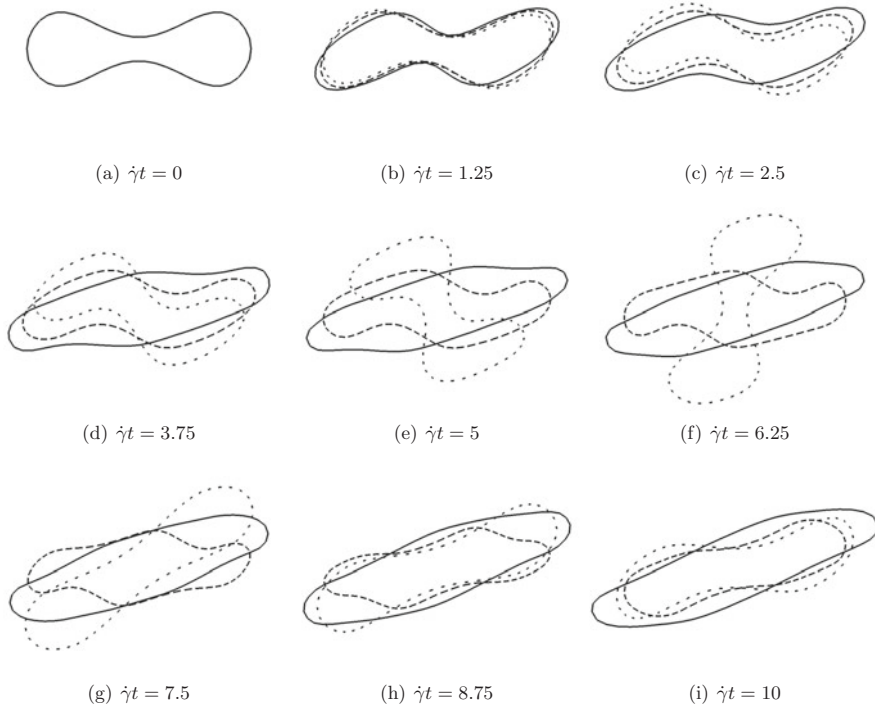 (a) γ̇t = 0
(b) γ̇t = 1.25
(c) γ̇t = 2.5
(d) γ̇t = 3.75
(e) γ̇t = 5
(f) γ̇t = 6.25
(g) γ̇t = 7.5
(h) γ̇t = 8.75
(i) γ̇t = 10